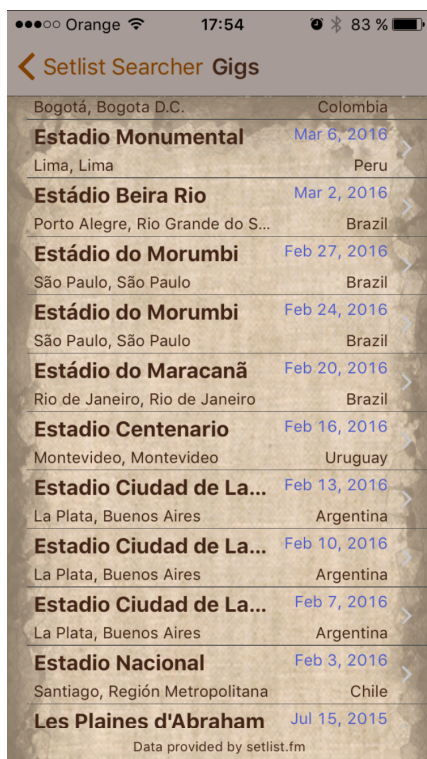 Orange 17:54 83 %
Setlist Searcher Gigs
Bogotá, Bogota D.C. Colombia
Estadio Monumental Mar 6, 2016
Lima, Lima Peru
Estádio Beira Rio Mar 2, 2016
Porto Alegre, Rio Grande do S... Brazil
Estádio do Morumbi Feb 27, 2016
São Paulo, São Paulo Brazil
Estádio do Morumbi Feb 24, 2016
São Paulo, São Paulo Brazil
Estádio do Maracanã Feb 20, 2016
Rio de Janeiro, Rio de Janeiro Brazil
Estadio Centenario Feb 16, 2016
Montevideo, Montevideo Uruguay
Estadio Ciudad de La... Feb 13, 2016
La Plata, Buenos Aires Argentina
Estadio Ciudad de La... Feb 10, 2016
La Plata, Buenos Aires Argentina
Estadio Ciudad de La... Feb 7, 2016
La Plata, Buenos Aires Argentina
Estadio Nacional Feb 3, 2016
Santiago, Región Metropolitana Chile
Les Plaines d'Abraham Jul 15, 2015
Data provided by setlist.fm